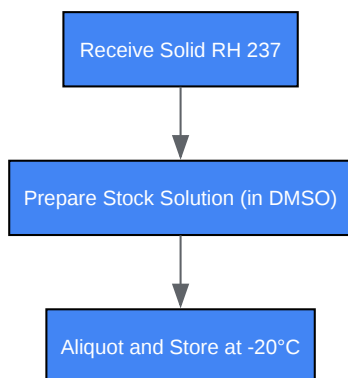 Receive Solid RH 237
Prepare Stock Solution (in DMSO)
Aliquot and Store at -20°C